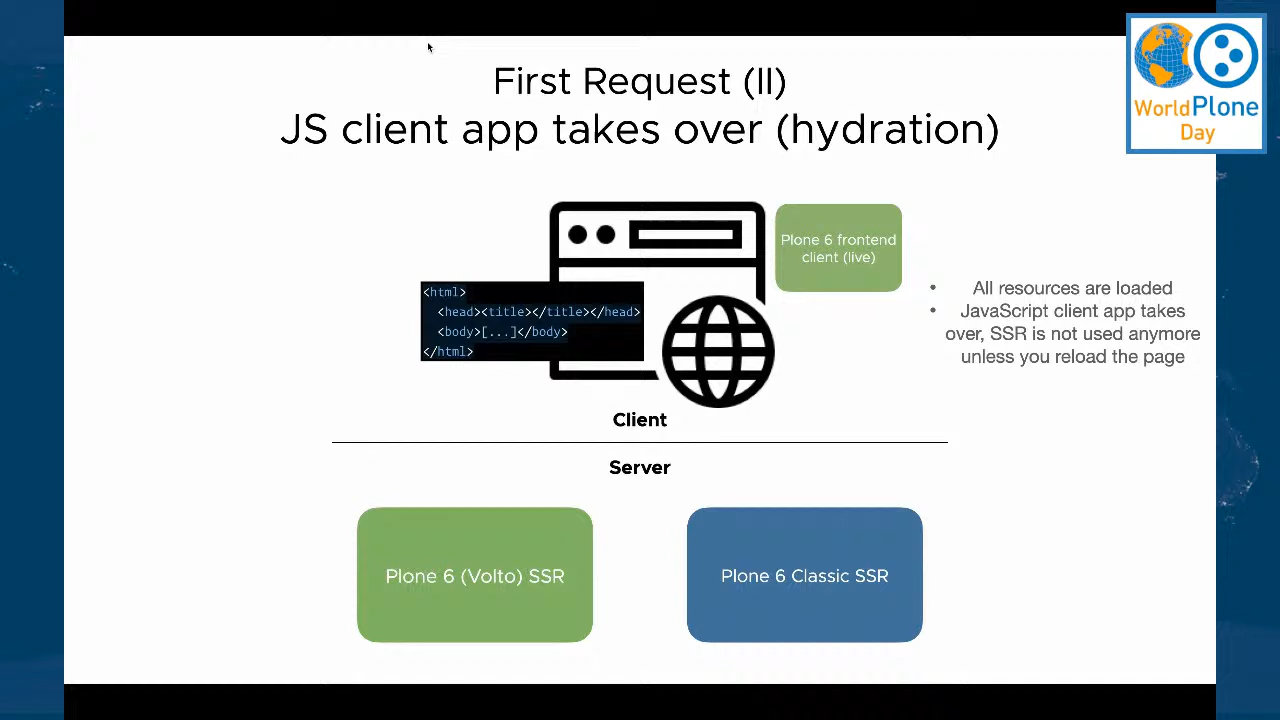 First Request (II)
JS client app takes over (hydration)
WorldPlone
Day
Plone 6 frontend
client (live)
<html>
<head><title></title></head>
<body>[...]</body>
</html>
• All resources are loaded
• JavaScript client app takes
over, SSR is not used anymore
unless you reload the page
Client
Server
Plone 6 (Volto) SSR
Plone 6 Classic SSR